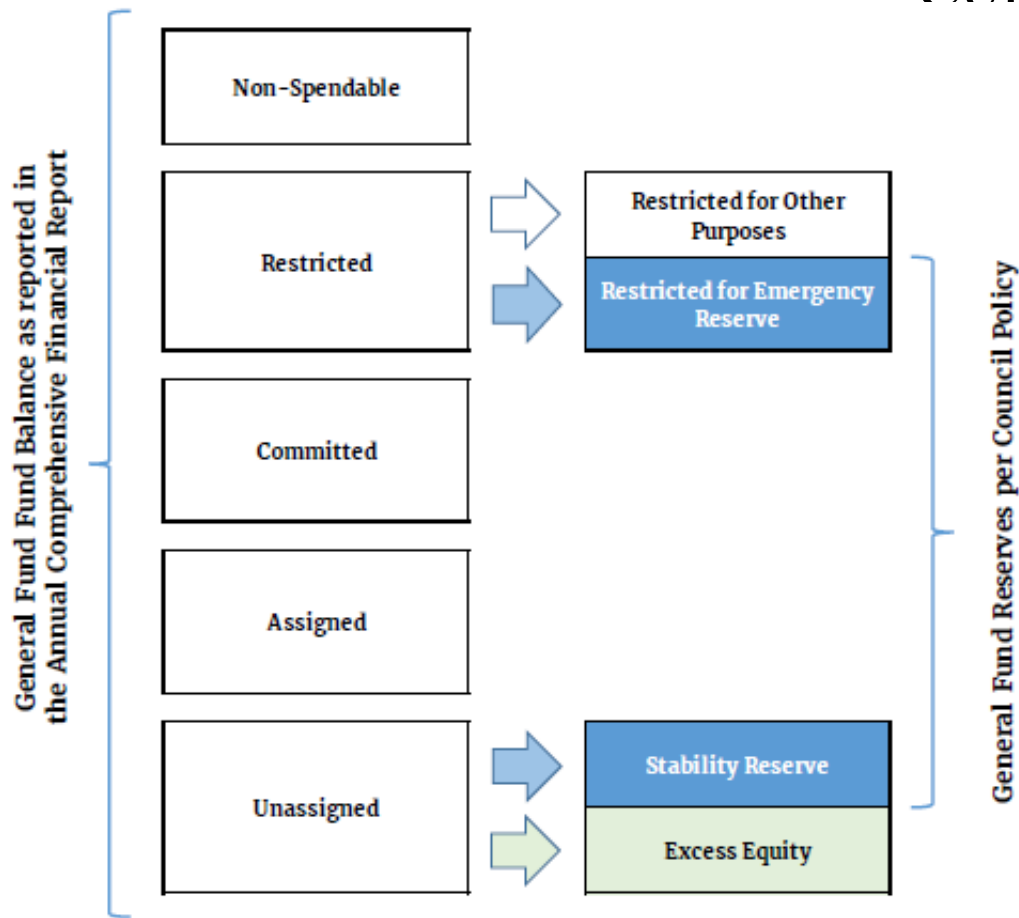 General Fund Fund Balance as reported in
the Annual Comprehensive Financial Report
Non-Spendable
Restricted
Restricted for Other
Purposes
Restricted for Emergency
Reserve
Committed
Assigned
Unassigned
Stability Reserve
Excess Equity
General Fund Reserves per Council Policy